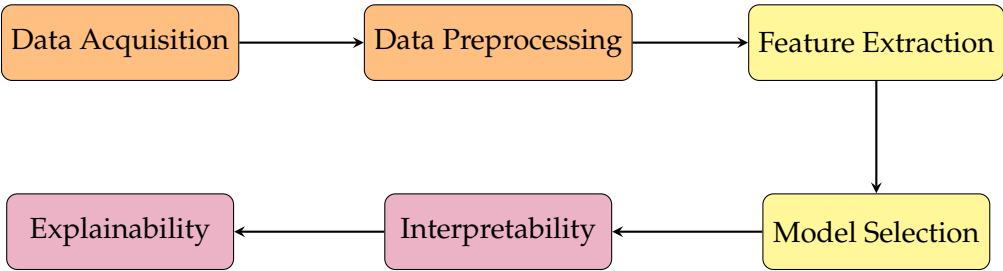 Data Acquisition
Data Preprocessing
Feature Extraction
Model Selection
Interpretability
Explainability